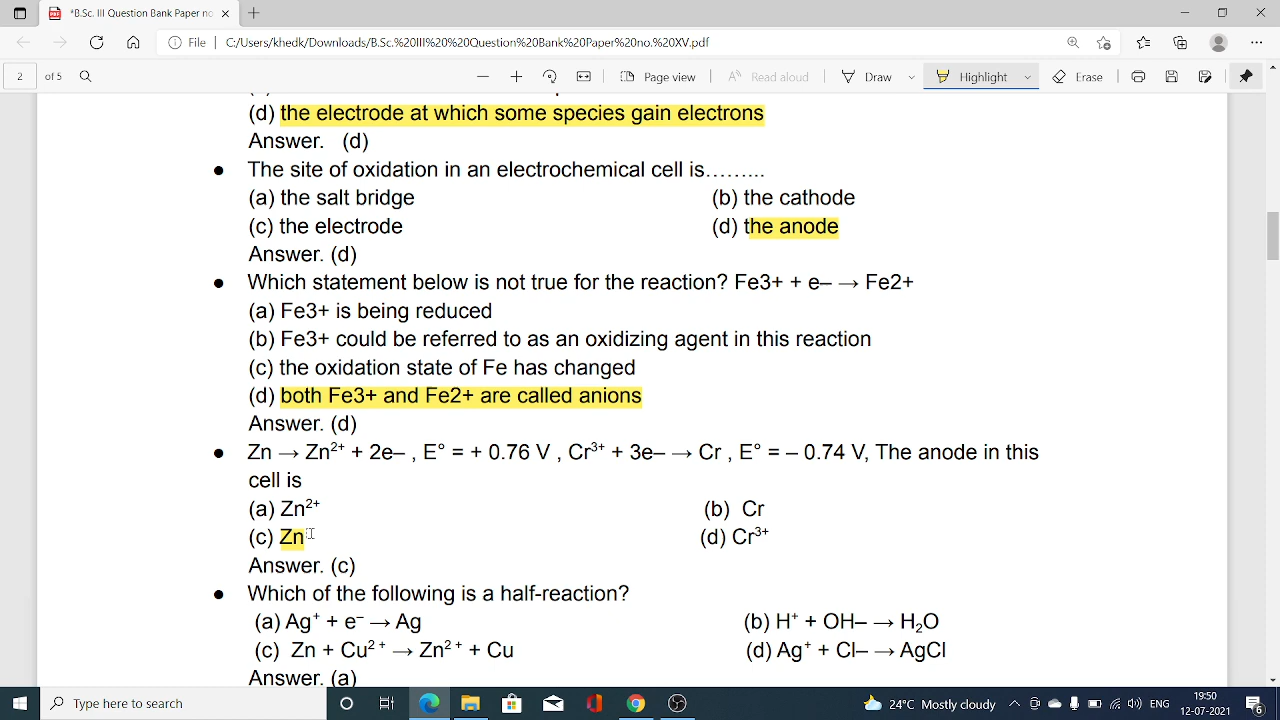 *B.Sc. III Question Bank Paper no
File | C:/Users/khedk/Downloads/B.Sc.%20III%20%20Question%20Bank%20Paper%20no.%20XV.pdf
2 of 5 Page view Read aloud Draw Highlight Erase
(d) the electrode at which some species gain electrons
Answer. (d)
● The site of oxidation in an electrochemical cell is………
(a) the salt bridge (b) the cathode
(c) the electrode (d) the anode
Answer. (d)
● Which statement below is not true for the reaction? Fe3+ + e– → Fe2+
(a) Fe3+ is being reduced
(b) Fe3+ could be referred to as an oxidizing agent in this reaction
(c) the oxidation state of Fe has changed
(d) both Fe3+ and Fe2+ are called anions
Answer. (d)
● Zn → Zn²⁺ + 2e– , E° = + 0.76 V , Cr³⁺ + 3e– → Cr , E° = – 0.74 V, The anode in this
cell is
(a) Zn²⁺ (b) Cr
(c) Zn (d) Cr³⁺
Answer. (c)
● Which of the following is a half-reaction?
(a) Ag⁺ + e⁻ → Ag (b) H⁺ + OH– → H₂O
(c) Zn + Cu²⁺ → Zn²⁺ + Cu (d) Ag⁺ + Cl– → AgCl
Answer. (a)
Type here to search 24°C Mostly cloudy ENG 19:50
12-07-2021 6